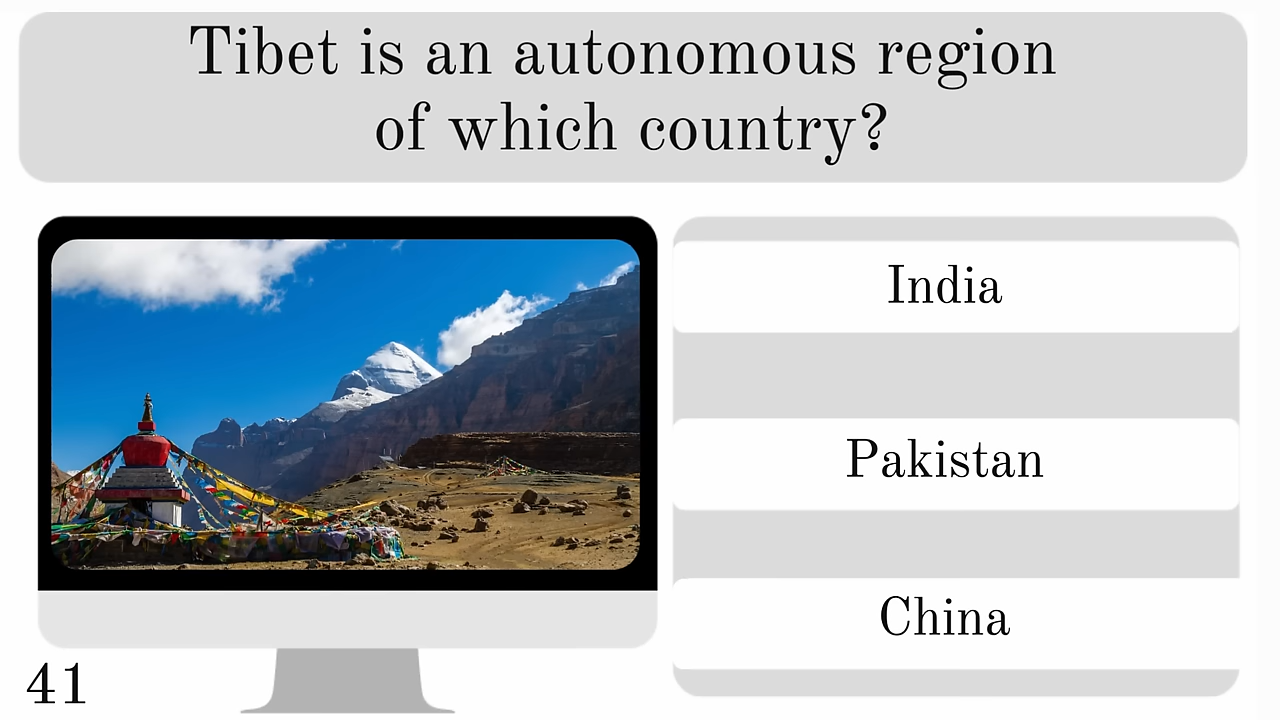 Tibet is an autonomous region
of which country?
India
Pakistan
China
41